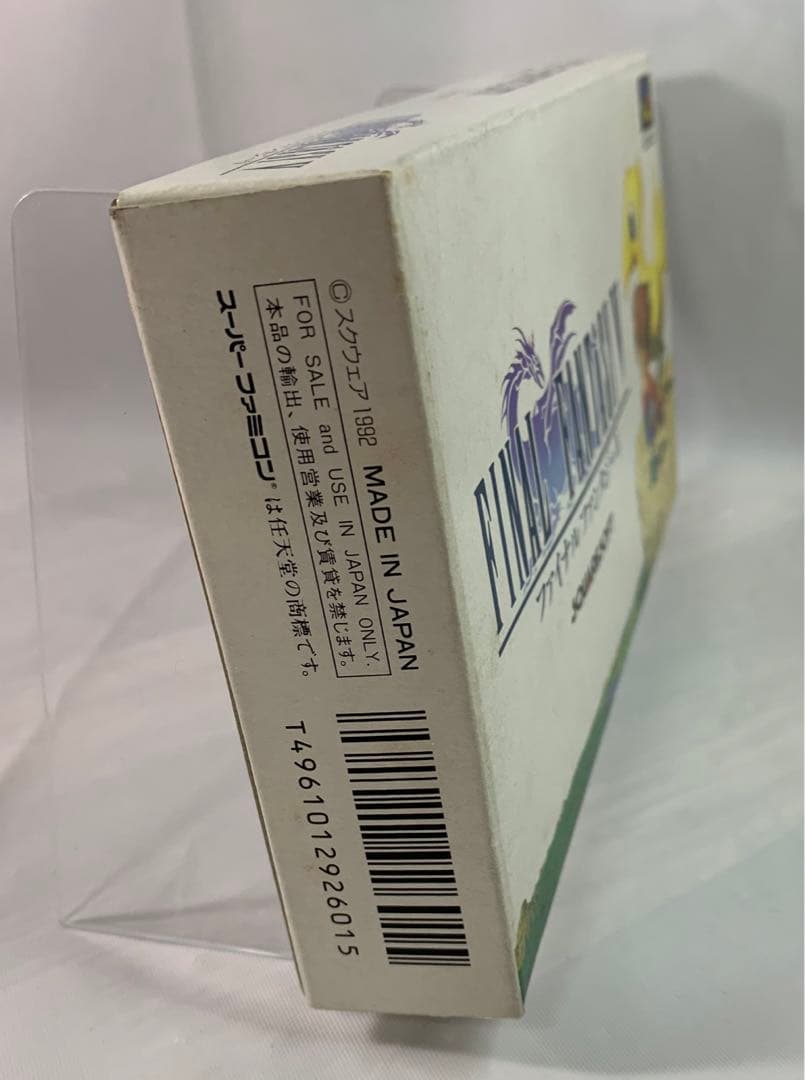 © スクウェア 1992 MADE IN JAPAN
FOR SALE and USE IN JAPAN ONLY.
本品の輸出、使用営業及び賃貸を禁じます。
スーパーファミコン® は任天堂の商標です。
T4961012926015
FINAL FANTASY V
ファイナルファンタジーV
SQUARESOFT